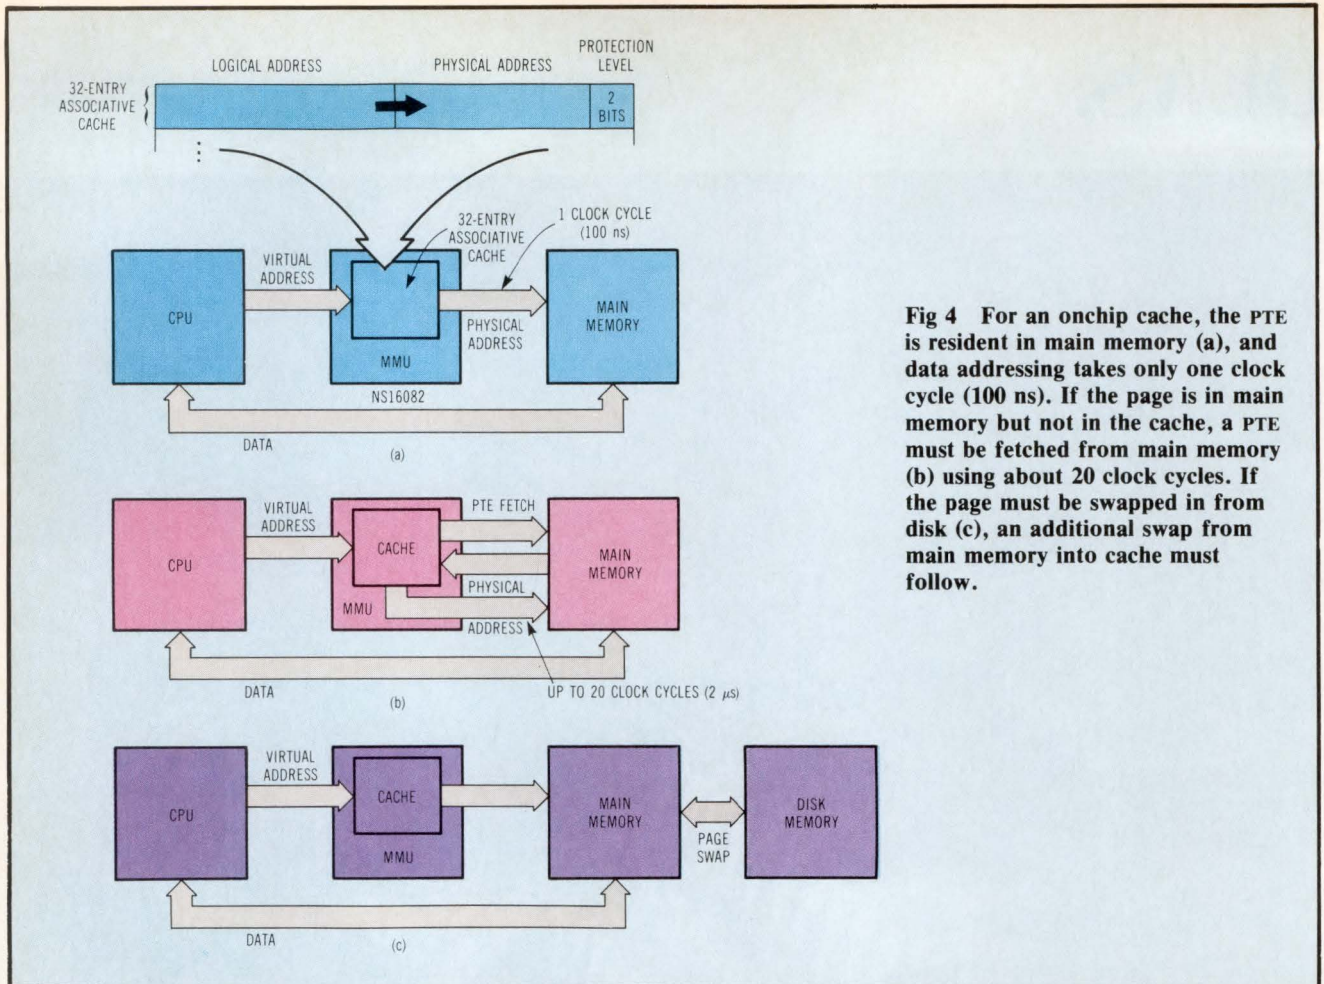 LOGICAL ADDRESS
PHYSICAL ADDRESS
PROTECTION
LEVEL
32-ENTRY
ASSOCIATIVE
CACHE
2
BITS
32-ENTRY
ASSOCIATIVE
CACHE
1 CLOCK CYCLE
(100 ns)
VIRTUAL
ADDRESS
CPU
MMU
NS16082
PHYSICAL
ADDRESS
MAIN
MEMORY
DATA
(a)
VIRTUAL
ADDRESS
PTE FETCH
CPU
CACHE
MMU
PHYSICAL
ADDRESS
MAIN
MEMORY
DATA
(b)
UP TO 20 CLOCK CYCLES (2 μs)
VIRTUAL
ADDRESS
CPU
CACHE
MMU
MAIN
MEMORY
PAGE
SWAP
DISK
MEMORY
DATA
(c)
Fig 4 For an onchip cache, the PTE
is resident in main memory (a), and
data addressing takes only one clock
cycle (100 ns). If the page is in main
memory but not in the cache, a PTE
must be fetched from main memory
(b) using about 20 clock cycles. If
the page must be swapped in from
disk (c), an additional swap from
main memory into cache must
follow.